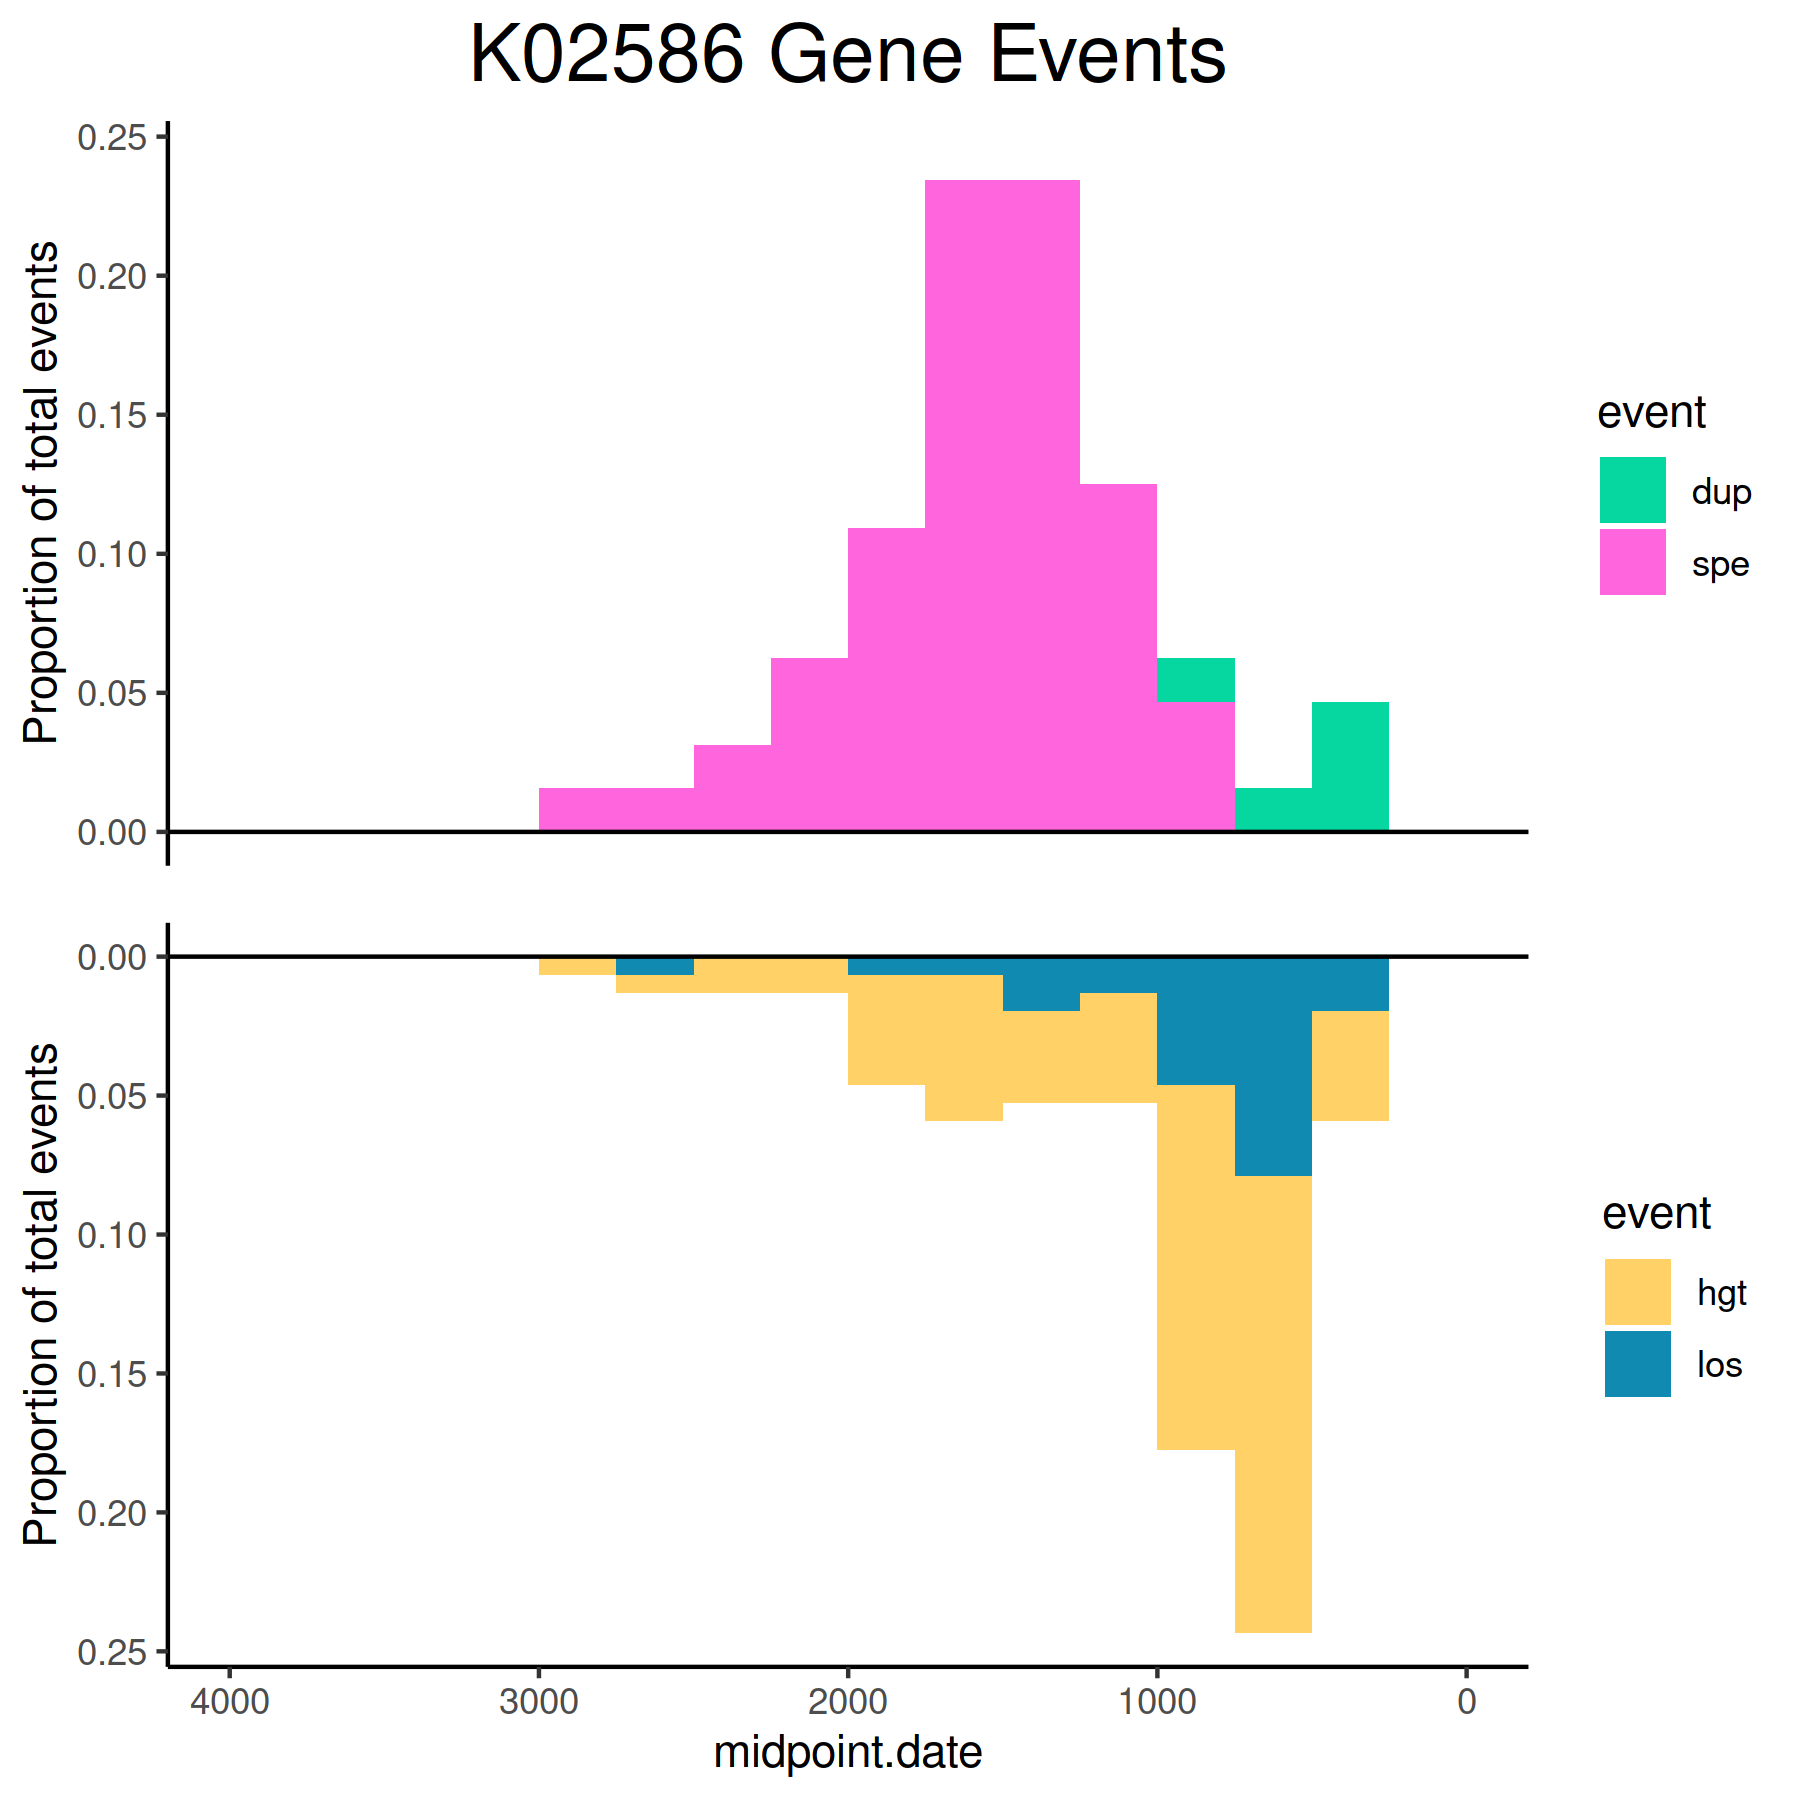 K02586 Gene Events
Proportion of total events
0.25
0.20
0.15
0.10
0.05
0.00
event
dup
spe
Proportion of total events
0.00
0.05
0.10
0.15
0.20
0.25
event
hgt
los
4000 3000 2000 1000 0
midpoint.date